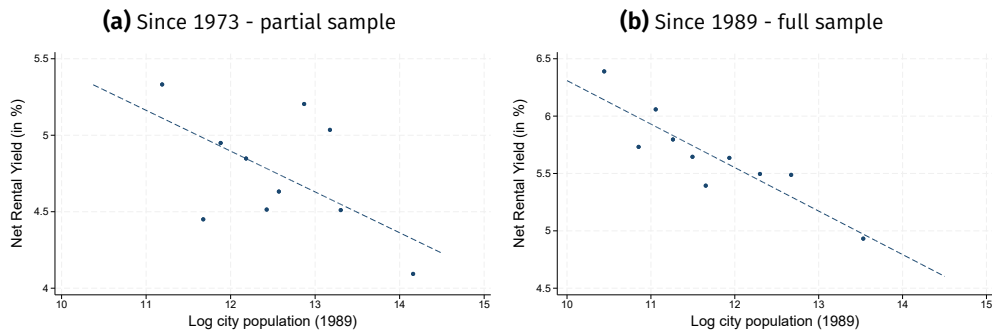 (a) Since 1973 - partial sample
5.5
5
4.5
4
Net Rental Yield (in %)
10 11 12 13 14 15
Log city population (1989)
(b) Since 1989 - full sample
6.5
6
5.5
5
4.5
Net Rental Yield (in %)
10 11 12 13 14 15
Log city population (1989)